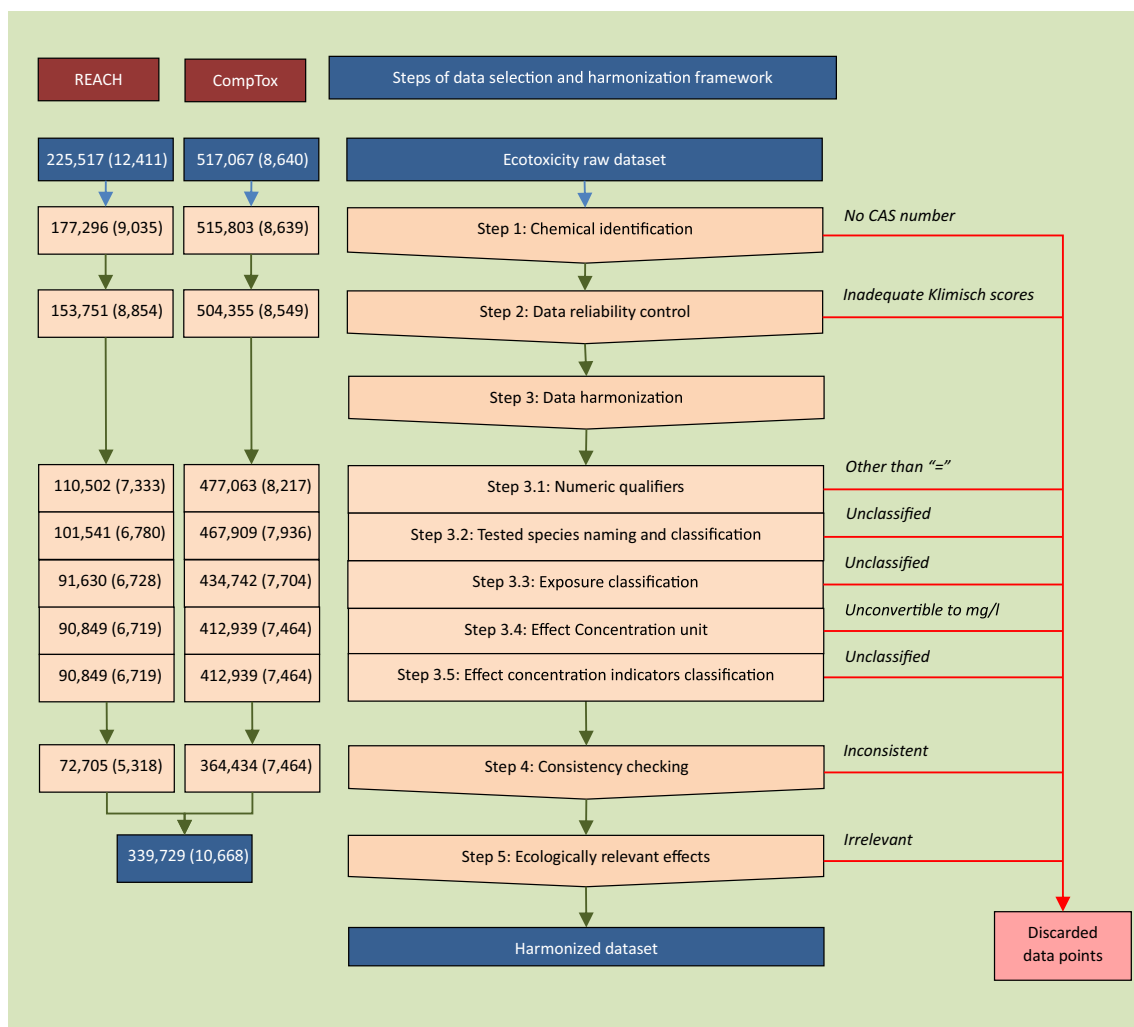 REACH
CompTox
Steps of data selection and harmonization framework
225,517 (12,411)
517,067 (8,640)
Ecotoxicity raw dataset
177,296 (9,035)
515,803 (8,639)
Step 1: Chemical identification
No CAS number
153,751 (8,854)
504,355 (8,549)
Step 2: Data reliability control
Inadequate Klimisch scores
Step 3: Data harmonization
110,502 (7,333)
477,063 (8,217)
Step 3.1: Numeric qualifiers
Other than “=”
101,541 (6,780)
467,909 (7,936)
Step 3.2: Tested species naming and classification
Unclassified
91,630 (6,728)
434,742 (7,704)
Step 3.3: Exposure classification
Unclassified
90,849 (6,719)
412,939 (7,464)
Step 3.4: Effect Concentration unit
Unconvertible to mg/l
90,849 (6,719)
412,939 (7,464)
Step 3.5: Effect concentration indicators classification
Unclassified
72,705 (5,318)
364,434 (7,464)
Step 4: Consistency checking
Inconsistent
339,729 (10,668)
Step 5: Ecologically relevant effects
Irrelevant
Harmonized dataset
Discarded
data points